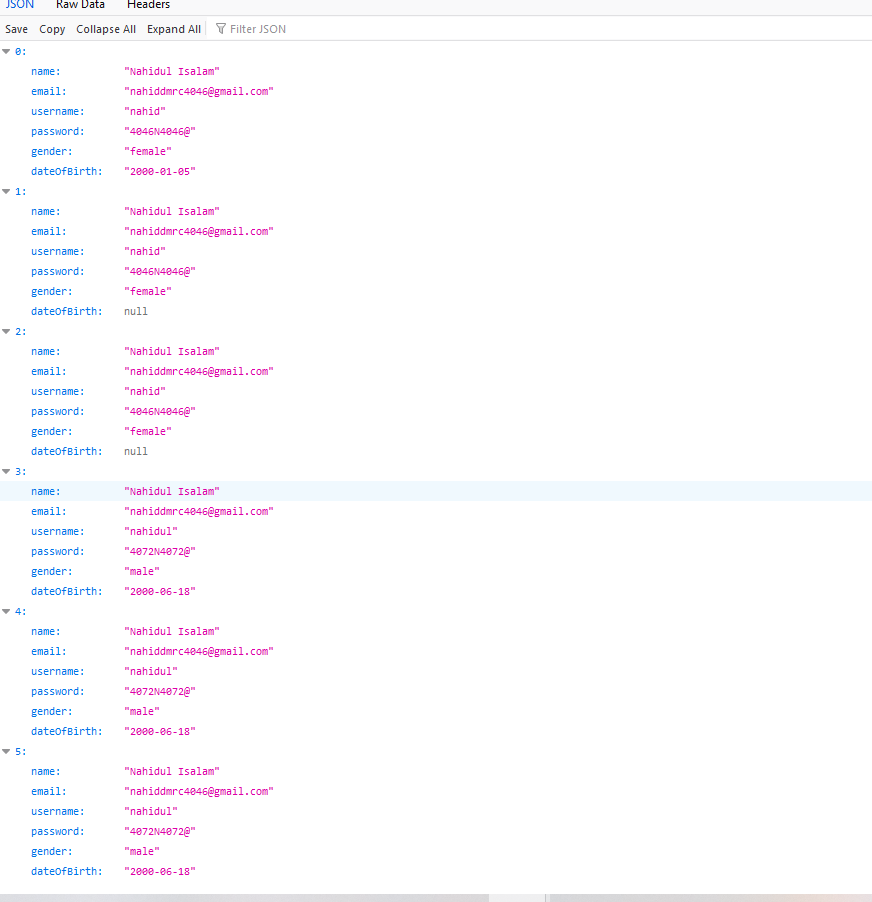 JSON Raw Data Headers
Save Copy Collapse All Expand All Filter JSON
0:
name: "Nahidul Isalam"
email: "nahiddmrc4046@gmail.com"
username: "nahid"
password: "4046N4046@"
gender: "female"
dateOfBirth: "2000-01-05"
1:
name: "Nahidul Isalam"
email: "nahiddmrc4046@gmail.com"
username: "nahid"
password: "4046N4046@"
gender: "female"
dateOfBirth: null
2:
name: "Nahidul Isalam"
email: "nahiddmrc4046@gmail.com"
username: "nahid"
password: "4046N4046@"
gender: "female"
dateOfBirth: null
3:
name: "Nahidul Isalam"
email: "nahiddmrc4046@gmail.com"
username: "nahidul"
password: "4072N4072@"
gender: "male"
dateOfBirth: "2000-06-18"
4:
name: "Nahidul Isalam"
email: "nahiddmrc4046@gmail.com"
username: "nahidul"
password: "4072N4072@"
gender: "male"
dateOfBirth: "2000-06-18"
5:
name: "Nahidul Isalam"
email: "nahiddmrc4046@gmail.com"
username: "nahidul"
password: "4072N4072@"
gender: "male"
dateOfBirth: "2000-06-18"